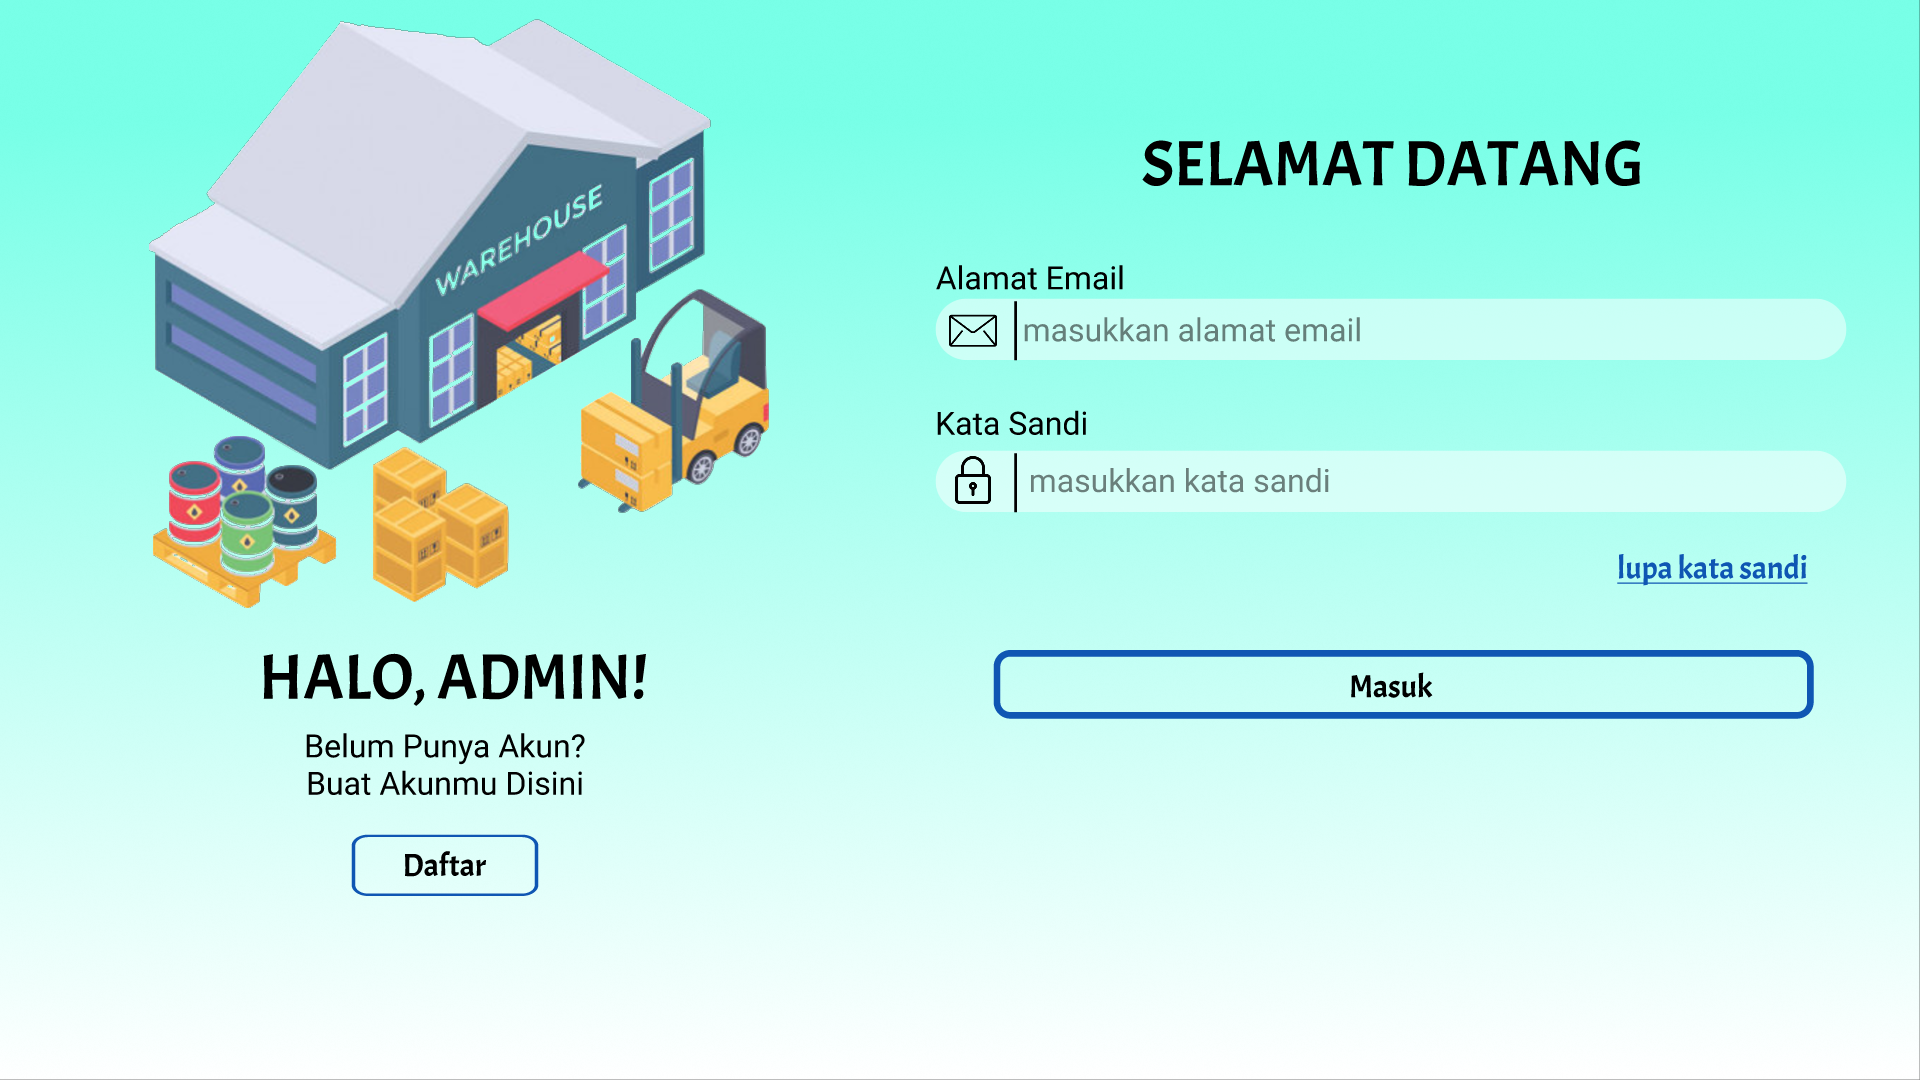 WAREHOUSE
HALO, ADMIN!
Belum Punya Akun?
Buat Akunmu Disini
Daftar
SELAMAT DATANG
Alamat Email
masukkan alamat email
Kata Sandi
masukkan kata sandi
lupa kata sandi
Masuk